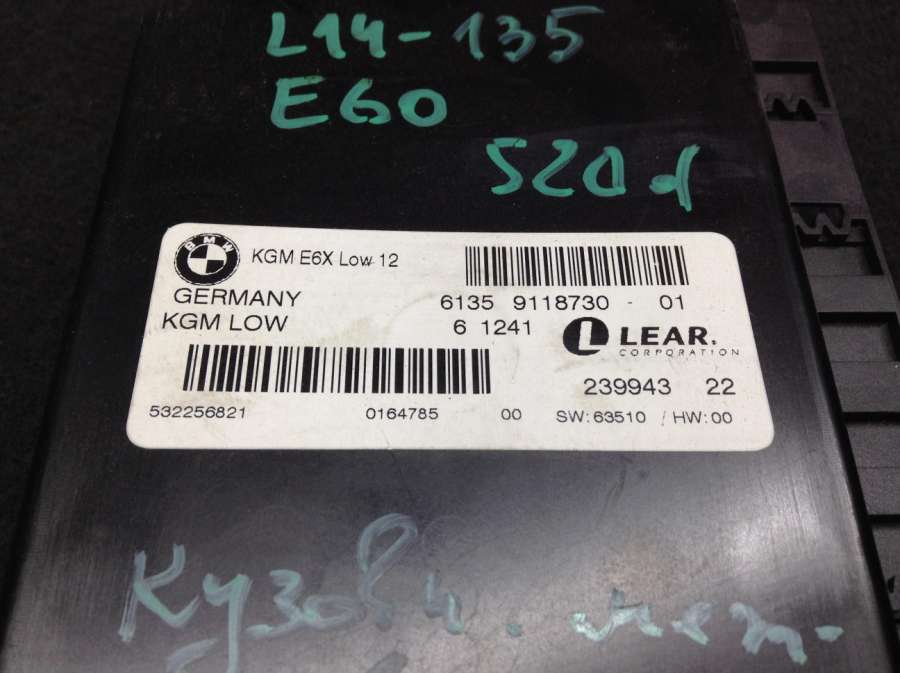 L14-135
E60
520d
BMW
KGM E6X Low 12
GERMANY
6135 9118730 - 01
KGM LOW
6 1241
L LEAR.
CORPORATION
239943 22
532256821
0164785 00
SW:63510 / HW:00